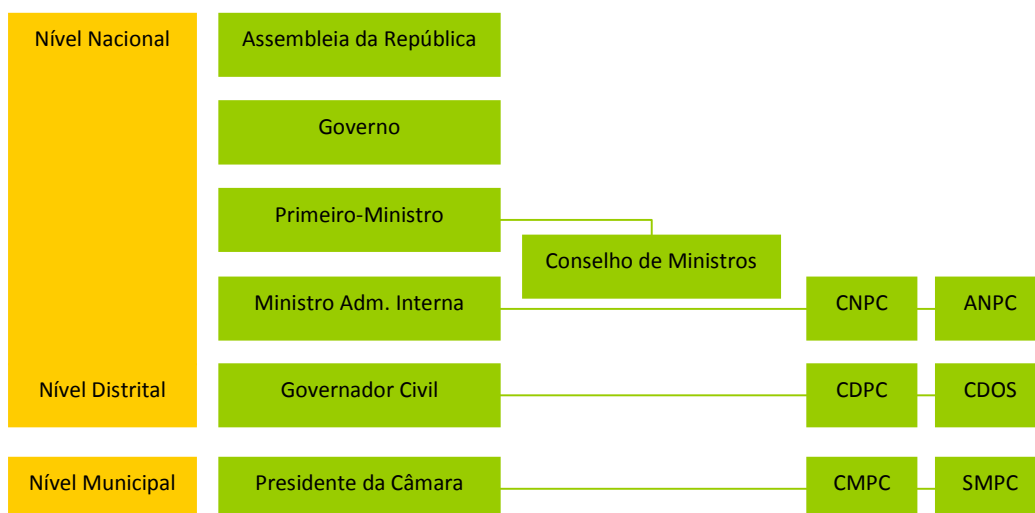 Nível Nacional
Assembleia da República
Governo
Primeiro-Ministro
Conselho de Ministros
Ministro Adm. Interna
CNPC
ANPC
Nível Distrital
Governador Civil
CDPC
CDOS
Nível Municipal
Presidente da Câmara
CMPC
SMPC